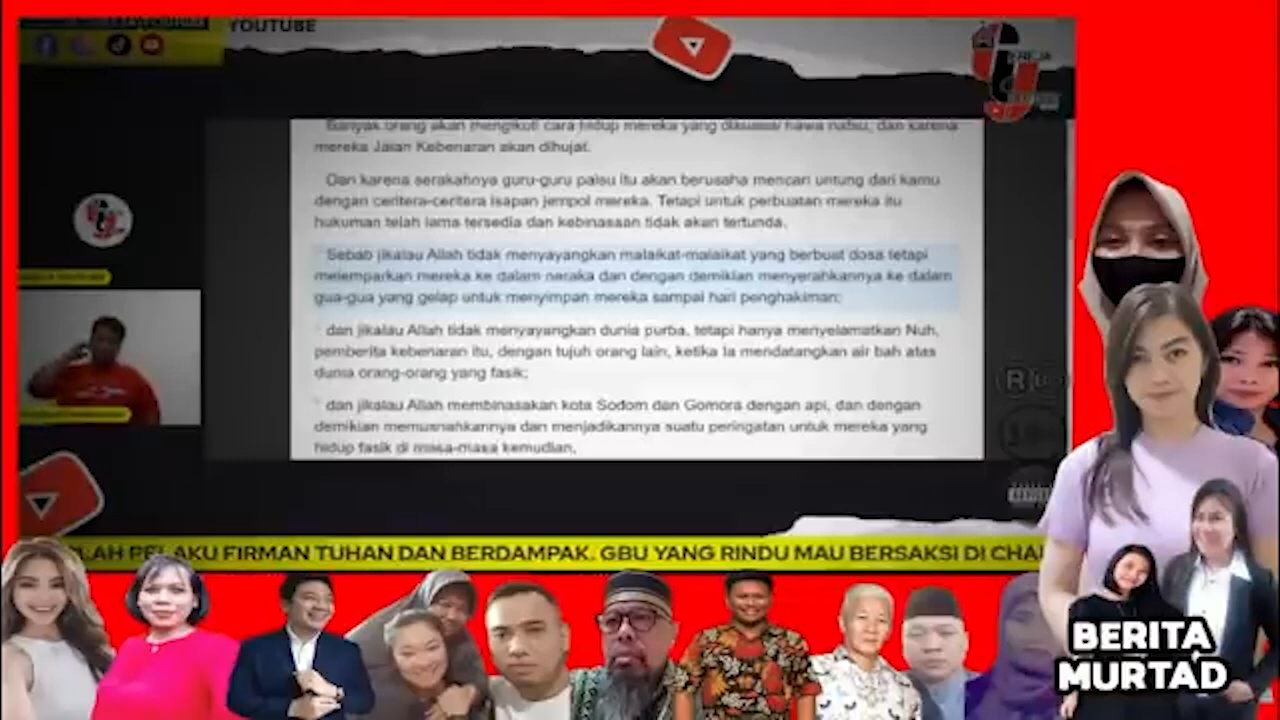 YOUTUBE
Banyak orang akan mengikuti cara hidup mereka yang dikuasai hawa nafsu, dan karena
mereka Jalan Kebenaran akan dihujat.
Dan karena serakahnya guru-guru palsu itu akan berusaha mencari untung dari kamu
dengan ceritera-ceritera isapan jempol mereka. Tetapi untuk perbuatan mereka itu
hukuman telah lama tersedia dan kebinasaan tidak akan tertunda.
Sebab jikalau Allah tidak menyayangkan malaikat-malaikat yang berbuat dosa tetapi
melemparkan mereka ke dalam neraka dan dengan demikian menyerahkannya ke dalam
gua-gua yang gelap untuk menyimpan mereka sampai hari penghakiman;
dan jikalau Allah tidak menyayangkan dunia purba, tetapi hanya menyelamatkan Nuh,
pemberita kebenaran itu, dengan tujuh orang lain, ketika Ia mendatangkan air bah atas
dunia orang-orang yang fasik;
dan jikalau Allah membinasakan kota Sodom dan Gomora dengan api, dan dengan
demikian memusnahkannya dan menjadikannya suatu peringatan untuk mereka yang
hidup fasik di masa-masa kemudian,
LAH PELAKU FIRMAN TUHAN DAN BERDAMPAK. GBU YANG RINDU MAU BERSAKSI DI CHA
BERITA
MURTAD